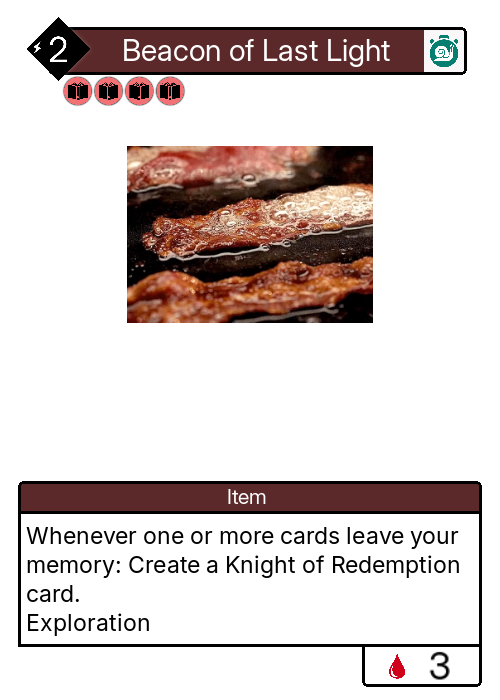 2
Beacon of Last Light
Item
Whenever one or more cards leave your
memory: Create a Knight of Redemption
card.
Exploration
3